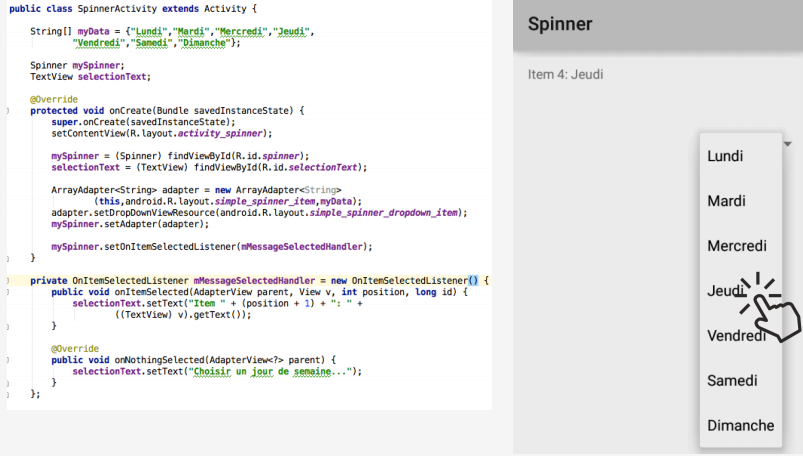 public class SpinnerActivity extends Activity {
String[] myData = {"Lundi","Mardi","Mercredi","Jeudi",
"Vendredi","Samedi","Dimanche"};
Spinner mySpinner;
TextView selectionText;
@Override
protected void onCreate(Bundle savedInstanceState) {
super.onCreate(savedInstanceState);
setContentView(R.layout.activity_spinner);
mySpinner = (Spinner) findViewById(R.id.spinner);
selectionText = (TextView) findViewById(R.id.selectionText);
ArrayAdapter<String> adapter = new ArrayAdapter<String>
(this,android.R.layout.simple_spinner_item,myData);
adapter.setDropDownViewResource(android.R.layout.simple_spinner_dropdown_item);
mySpinner.setAdapter(adapter);
mySpinner.setOnItemSelectedListener(mMessageSelectedHandler);
}
private OnItemSelectedListener mMessageSelectedHandler = new OnItemSelectedListener() {
public void onItemSelected(AdapterView parent, View v, int position, long id) {
selectionText.setText("Item " + (position + 1) + ": " +
((TextView) v).getText());
}
@Override
public void onNothingSelected(AdapterView<?> parent) {
selectionText.setText("Choisir un jour de semaine...");
}
};
Spinner
Item 4: Jeudi
Lundi
Mardi
Mercredi
Jeudi
Vendredi
Samedi
Dimanche